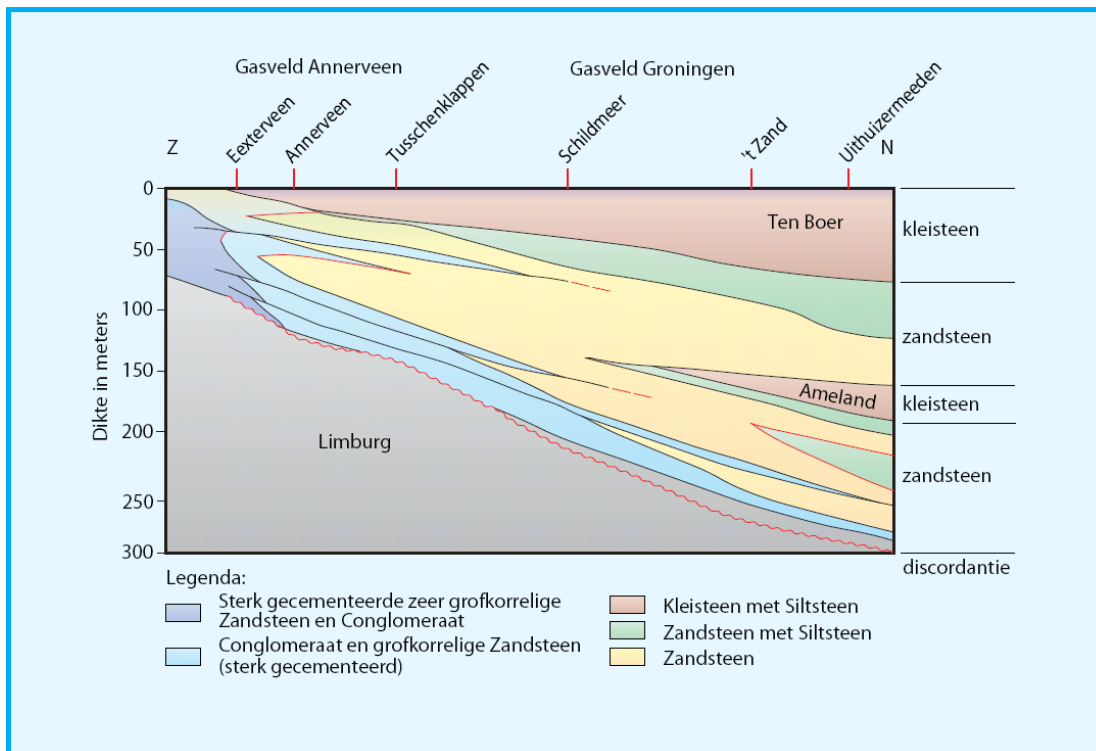 Gasveld Annerveen
Gasveld Groningen
Z
Eexterveen
Annerveen
Tusschenklappen
Schildmeer
't Zand
Uithuizermeeden
N
Dikte in meters
0
50
100
150
200
250
300
Ten Boer
Ameland
Limburg
kleisteen
zandsteen
kleisteen
zandsteen
discordantie
Legenda:
Sterk gecementeerde zeer grofkorrelige
Zandsteen en Conglomeraat
Conglomeraat en grofkorrelige Zandsteen
(sterk gecementeerd)
Kleisteen met Siltsteen
Zandsteen met Siltsteen
Zandsteen